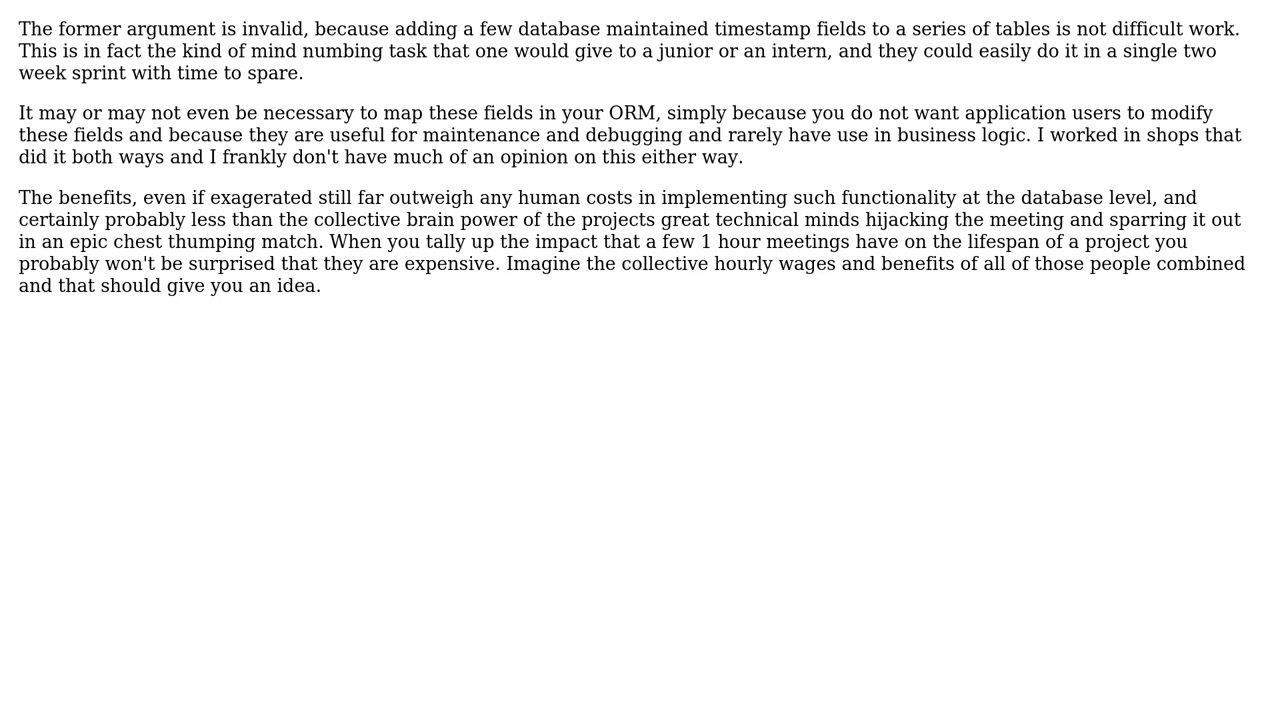 The former argument is invalid, because adding a few database maintained timestamp fields to a series of tables is not difficult work.
This is in fact the kind of mind numbing task that one would give to a junior or an intern, and they could easily do it in a single two
week sprint with time to spare.
It may or may not even be necessary to map these fields in your ORM, simply because you do not want application users to modify
these fields and because they are useful for maintenance and debugging and rarely have use in business logic. I worked in shops that
did it both ways and I frankly don't have much of an opinion on this either way.
The benefits, even if exagerated still far outweigh any human costs in implementing such functionality at the database level, and
certainly probably less than the collective brain power of the projects great technical minds hijacking the meeting and sparring it out
in an epic chest thumping match. When you tally up the impact that a few 1 hour meetings have on the lifespan of a project you
probably won't be surprised that they are expensive. Imagine the collective hourly wages and benefits of all of those people combined
and that should give you an idea.